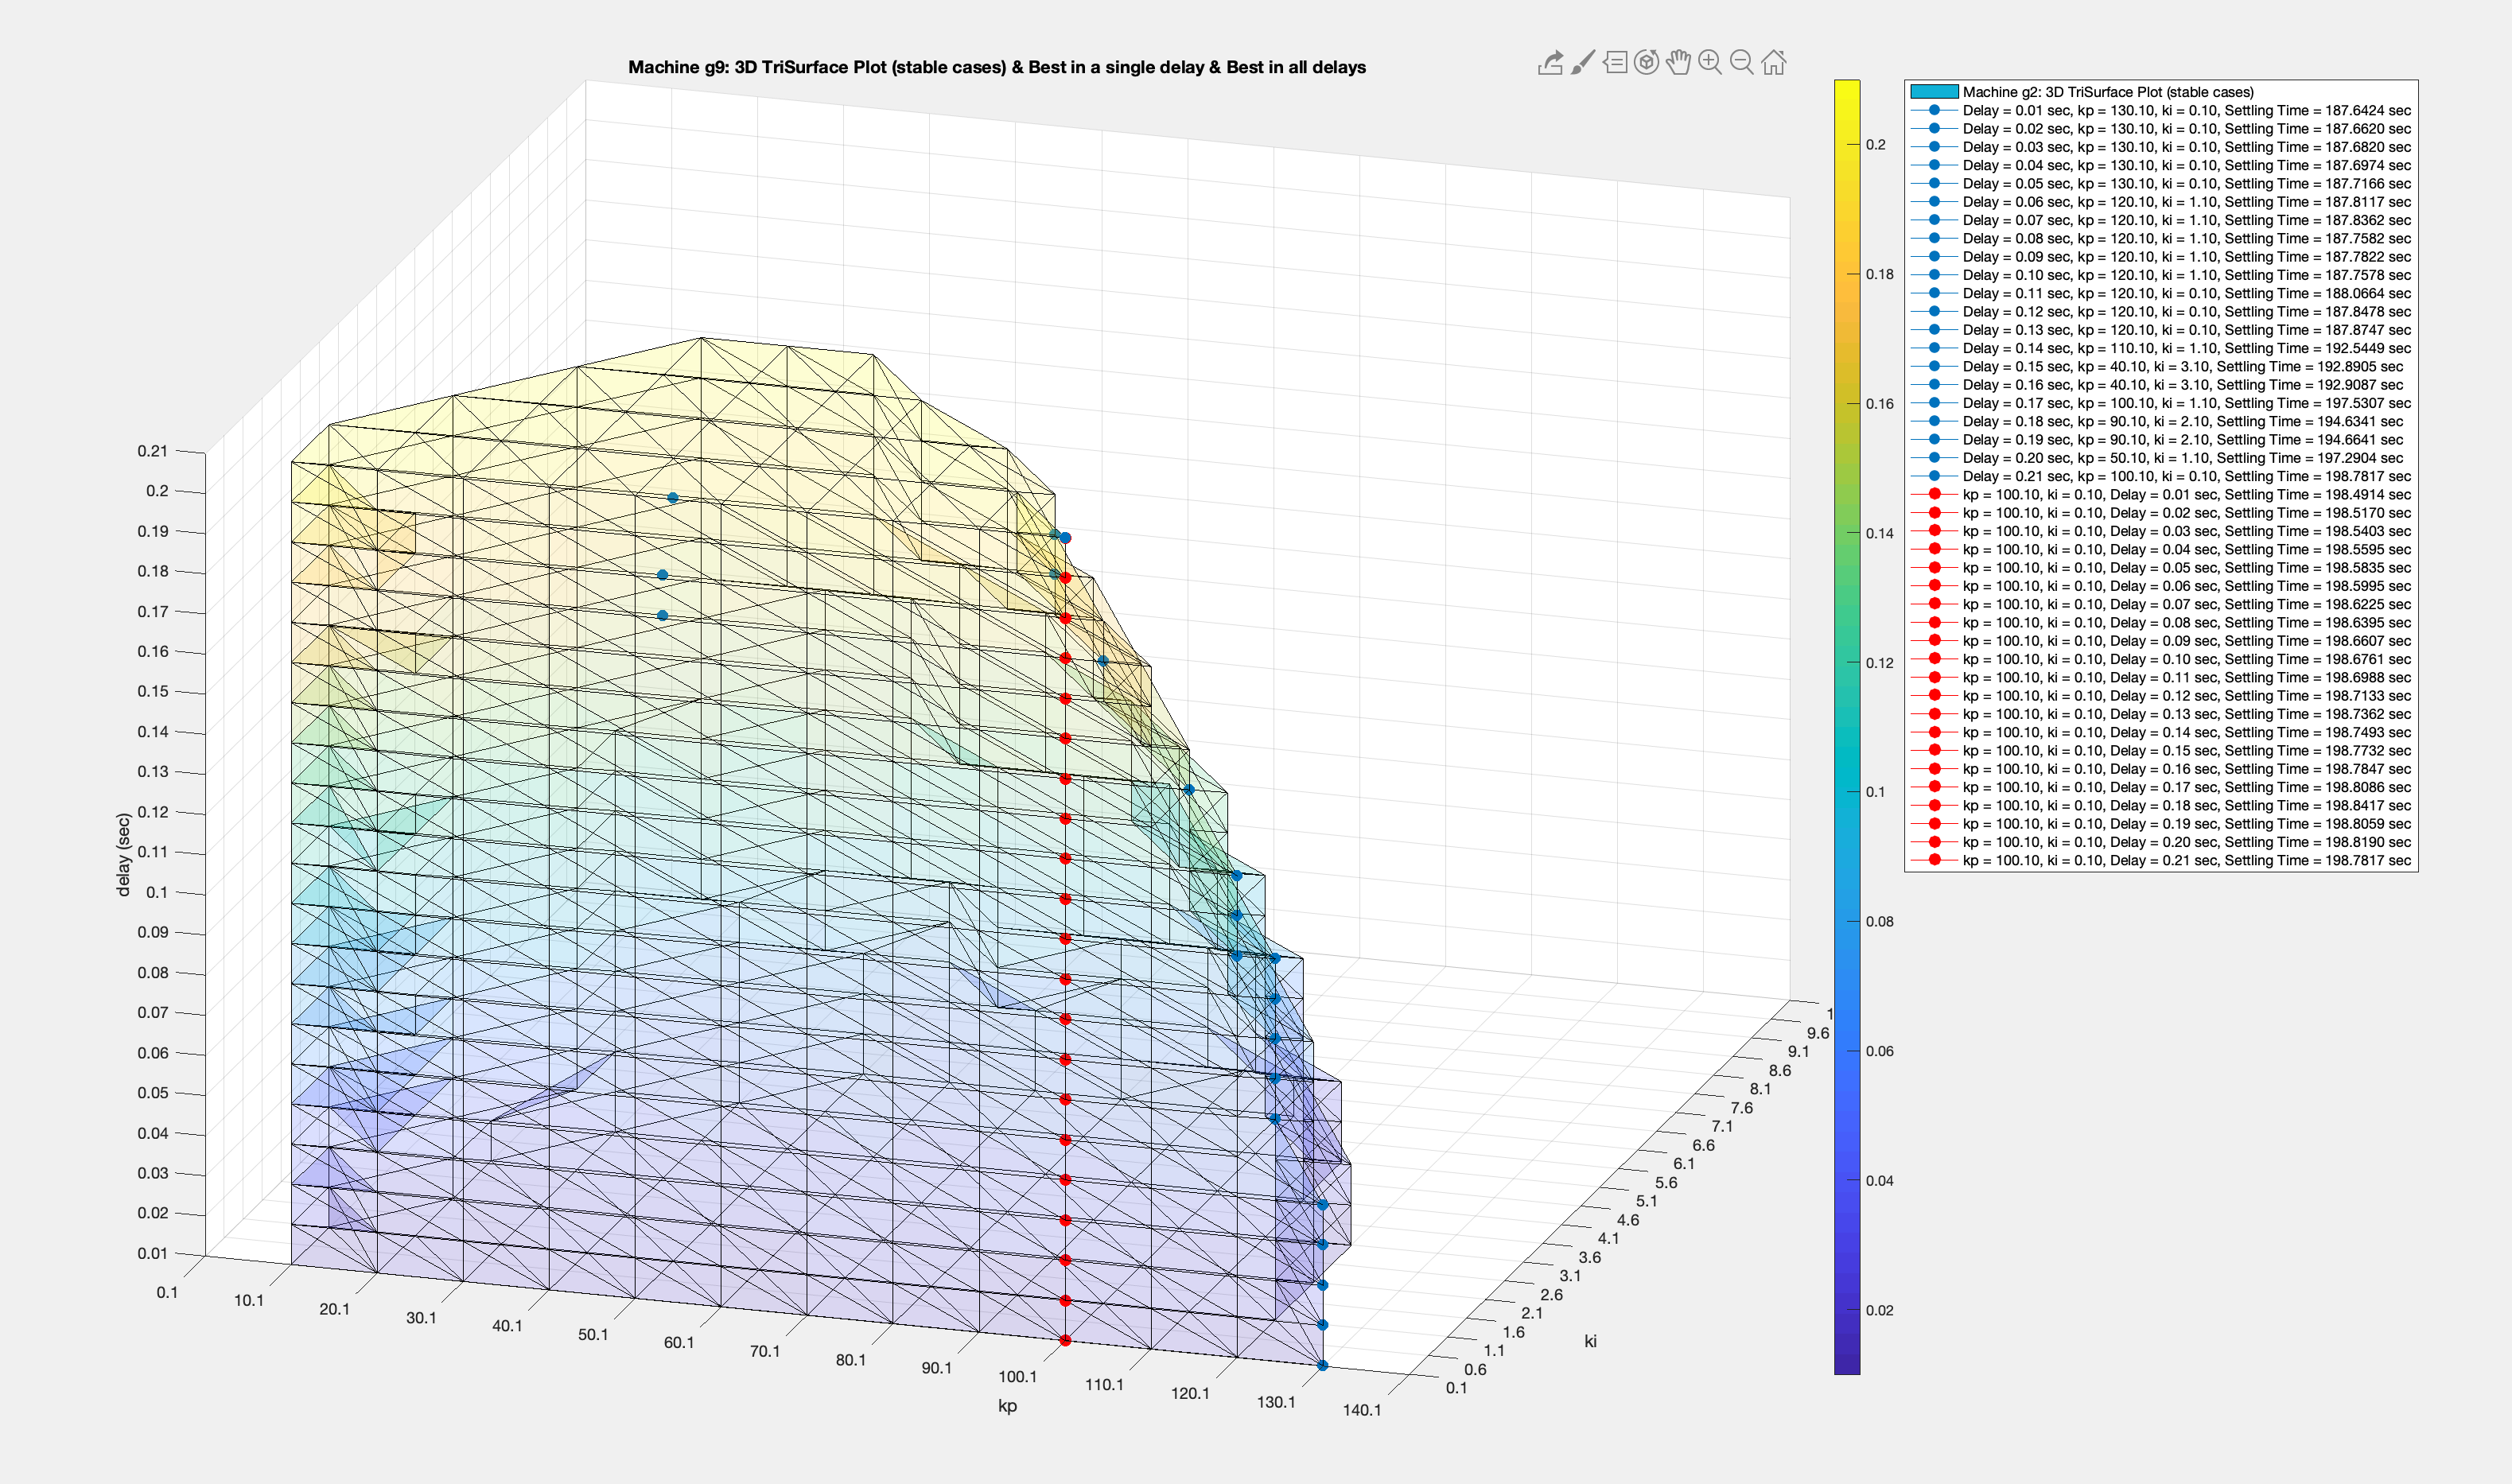 Machine g9: 3D TriSurface Plot (stable cases) & Best in a single delay & Best in all delays
0.21
0.2
0.19
0.18
0.17
0.16
0.15
0.14
0.13
0.12
0.11
0.1
0.09
0.08
0.07
0.06
0.05
0.04
0.03
0.02
0.01
delay (sec)
0.1
10.1
20.1
30.1
40.1
50.1
60.1
70.1
80.1
90.1
100.1
110.1
120.1
130.1
140.1
kp
0.1
0.6
1.1
1.6
2.1
2.6
3.1
3.6
4.1
4.6
5.1
5.6
6.1
6.6
7.1
7.6
8.1
8.6
9.1
9.6
1
ki
0.2
0.18
0.16
0.14
0.12
0.1
0.08
0.06
0.04
0.02
Machine g2: 3D TriSurface Plot (stable cases)
Delay = 0.01 sec, kp = 130.10, ki = 0.10, Settling Time = 187.6424 sec
Delay = 0.02 sec, kp = 130.10, ki = 0.10, Settling Time = 187.6620 sec
Delay = 0.03 sec, kp = 130.10, ki = 0.10, Settling Time = 187.6820 sec
Delay = 0.04 sec, kp = 130.10, ki = 0.10, Settling Time = 187.6974 sec
Delay = 0.05 sec, kp = 130.10, ki = 0.10, Settling Time = 187.7166 sec
Delay = 0.06 sec, kp = 120.10, ki = 1.10, Settling Time = 187.8117 sec
Delay = 0.07 sec, kp = 120.10, ki = 1.10, Settling Time = 187.8362 sec
Delay = 0.08 sec, kp = 120.10, ki = 1.10, Settling Time = 187.7582 sec
Delay = 0.09 sec, kp = 120.10, ki = 1.10, Settling Time = 187.7822 sec
Delay = 0.10 sec, kp = 120.10, ki = 1.10, Settling Time = 187.7578 sec
Delay = 0.11 sec, kp = 120.10, ki = 0.10, Settling Time = 188.0664 sec
Delay = 0.12 sec, kp = 120.10, ki = 0.10, Settling Time = 187.8478 sec
Delay = 0.13 sec, kp = 120.10, ki = 0.10, Settling Time = 187.8747 sec
Delay = 0.14 sec, kp = 110.10, ki = 1.10, Settling Time = 192.5449 sec
Delay = 0.15 sec, kp = 40.10, ki = 3.10, Settling Time = 192.8905 sec
Delay = 0.16 sec, kp = 40.10, ki = 3.10, Settling Time = 192.9087 sec
Delay = 0.17 sec, kp = 100.10, ki = 1.10, Settling Time = 197.5307 sec
Delay = 0.18 sec, kp = 90.10, ki = 2.10, Settling Time = 194.6341 sec
Delay = 0.19 sec, kp = 90.10, ki = 2.10, Settling Time = 194.6641 sec
Delay = 0.20 sec, kp = 50.10, ki = 1.10, Settling Time = 197.2904 sec
Delay = 0.21 sec, kp = 100.10, ki = 0.10, Settling Time = 198.7817 sec
kp = 100.10, ki = 0.10, Delay = 0.01 sec, Settling Time = 198.4914 sec
kp = 100.10, ki = 0.10, Delay = 0.02 sec, Settling Time = 198.5170 sec
kp = 100.10, ki = 0.10, Delay = 0.03 sec, Settling Time = 198.5403 sec
kp = 100.10, ki = 0.10, Delay = 0.04 sec, Settling Time = 198.5595 sec
kp = 100.10, ki = 0.10, Delay = 0.05 sec, Settling Time = 198.5835 sec
kp = 100.10, ki = 0.10, Delay = 0.06 sec, Settling Time = 198.5995 sec
kp = 100.10, ki = 0.10, Delay = 0.07 sec, Settling Time = 198.6225 sec
kp = 100.10, ki = 0.10, Delay = 0.08 sec, Settling Time = 198.6395 sec
kp = 100.10, ki = 0.10, Delay = 0.09 sec, Settling Time = 198.6607 sec
kp = 100.10, ki = 0.10, Delay = 0.10 sec, Settling Time = 198.6761 sec
kp = 100.10, ki = 0.10, Delay = 0.11 sec, Settling Time = 198.6988 sec
kp = 100.10, ki = 0.10, Delay = 0.12 sec, Settling Time = 198.7133 sec
kp = 100.10, ki = 0.10, Delay = 0.13 sec, Settling Time = 198.7362 sec
kp = 100.10, ki = 0.10, Delay = 0.14 sec, Settling Time = 198.7493 sec
kp = 100.10, ki = 0.10, Delay = 0.15 sec, Settling Time = 198.7732 sec
kp = 100.10, ki = 0.10, Delay = 0.16 sec, Settling Time = 198.7847 sec
kp = 100.10, ki = 0.10, Delay = 0.17 sec, Settling Time = 198.8086 sec
kp = 100.10, ki = 0.10, Delay = 0.18 sec, Settling Time = 198.8417 sec
kp = 100.10, ki = 0.10, Delay = 0.19 sec, Settling Time = 198.8059 sec
kp = 100.10, ki = 0.10, Delay = 0.20 sec, Settling Time = 198.8190 sec
kp = 100.10, ki = 0.10, Delay = 0.21 sec, Settling Time = 198.7817 sec